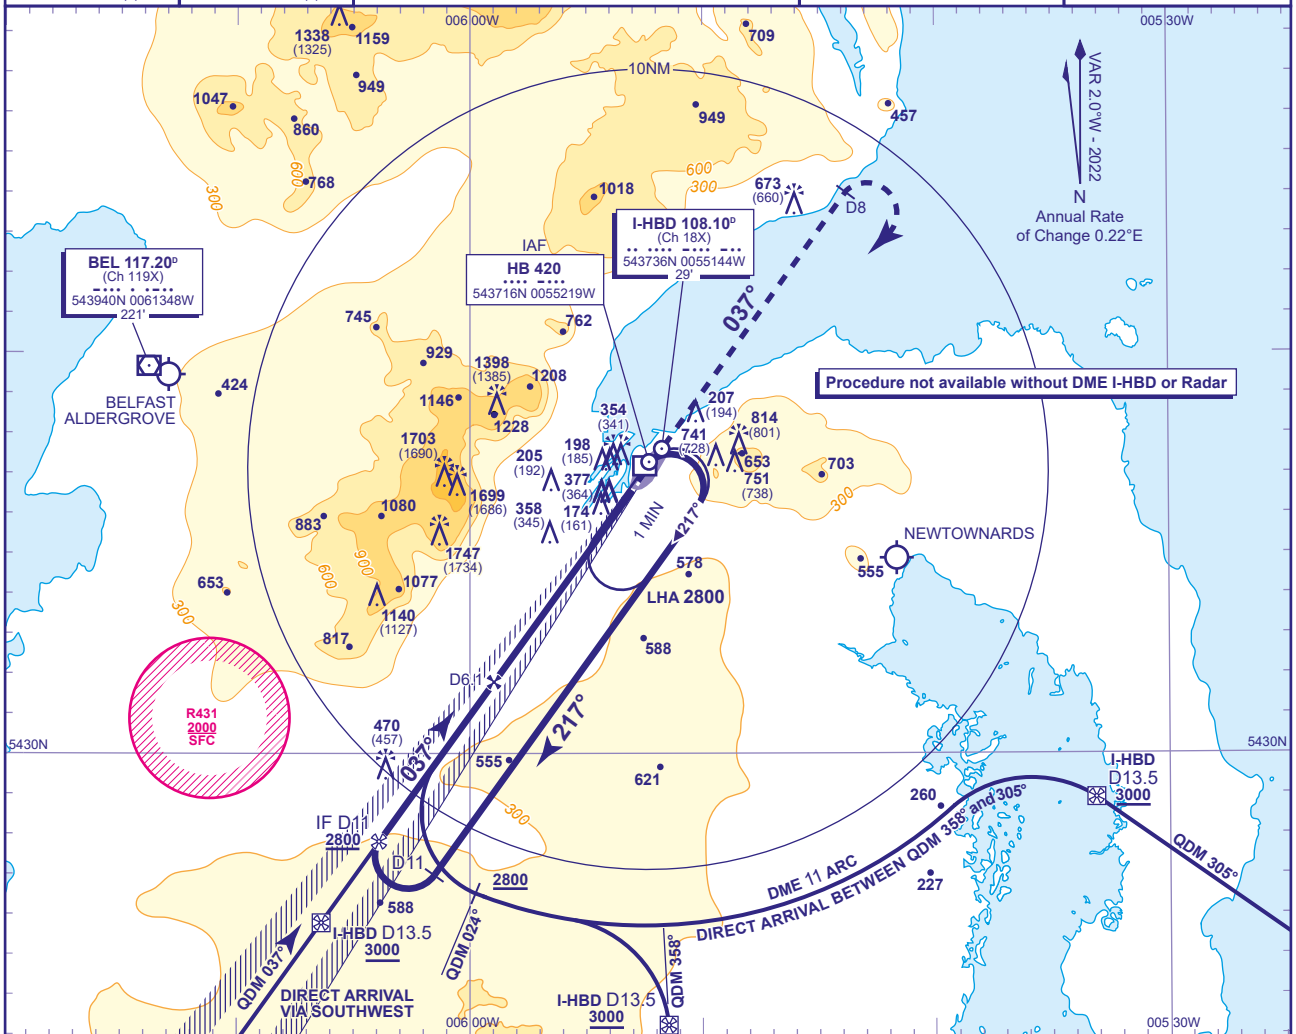 006 00W
005 30W
1338
(1325)
1159
949
1047
860
768
600
300
709
10NM
949
457
600
300
1018
673
(660)
D8
VAR 2.0°W - 2022
N
Annual Rate
of Change 0.22°E
BEL 117.20ᴰ
(Ch 119X)
543940N 0061348W
221'
IAF
HB 420
543716N 0055219W
I-HBD 108.10ᴰ
(Ch 18X)
543736N 0055144W
29'
037°
745
762
929
1398
(1385)
1208
1146
1228
424
BELFAST
ALDERGROVE
Procedure not available without DME I-HBD or Radar
354
(341)
207
(194)
814
(801)
1703
(1690)
198
(185)
741
(728)
205
(192)
653
703
377
(364)
751
(738)
1699
(1686)
300
1080
358
(345)
174
(161)
1 MIN
217°
883
1747
(1734)
NEWTOWNARDS
900
600
578
555
653
1077
LHA 2800
300
1140
(1127)
817
588
D6.1
R431
2000
SFC
470
(457)
037°
217°
5430N
5430N
555
621
I-HBD
D13.5
3000
260
300
IF D11
2800
D11
2800
DME 11 ARC
DIRECT ARRIVAL BETWEEN QDM 358° and 305°
QDM 305°
227
588
I-HBD D13.5
3000
QDM 037°
QDM 024°
QDM 358°
DIRECT ARRIVAL
VIA SOUTHWEST
I-HBD D13.5
3000
006 00W
005 30W